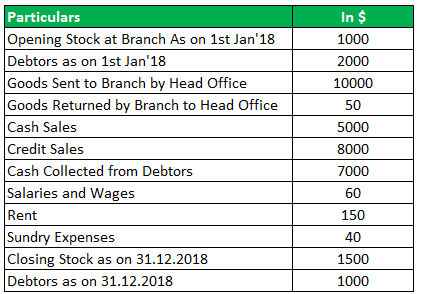 Particulars In $
Opening Stock at Branch As on 1st Jan'18 1000
Debtors as on 1st Jan'18 2000
Goods Sent to Branch by Head Office 10000
Goods Returned by Branch to Head Office 50
Cash Sales 5000
Credit Sales 8000
Cash Collected from Debtors 7000
Salaries and Wages 60
Rent 150
Sundry Expenses 40
Closing Stock as on 31.12.2018 1500
Debtors as on 31.12.2018 1000